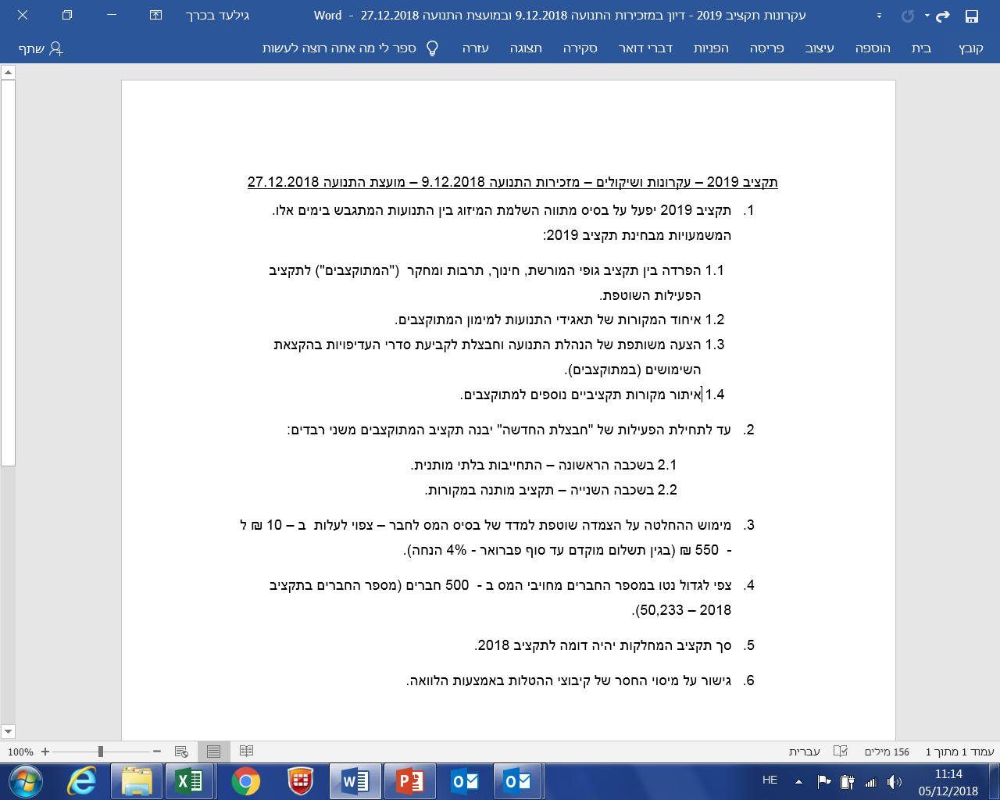 עקרונות תקציב 2019 - דיון במזכירות התנועה 9.12.2018 ובמועצת התנועה 27.12.2018 - Word
גילעד בכרך
קובץ בית הוספה עיצוב פריסה הפניות דברי דואר סקירה תצוגה עזרה ספר לי מה אתה רוצה לעשות שתף
תקציב 2019 – עקרונות ושיקולים – מזכירות התנועה 9.12.2018 – מועצת התנועה 27.12.2018
1. תקציב 2019 יפעל על בסיס מתווה השלמת המיזוג בין התנועות המתגבש בימים אלו.
המשמעויות מבחינת תקציב 2019:
1.1 הפרדה בין תקציב גופי המורשת, חינוך, תרבות ומחקר ("המתוקצבים") לתקציב
הפעילות השוטפת.
1.2 איחוד המקורות של תאגידי התנועות למימון המתוקצבים.
1.3 הצעה משותפת של הנהלת התנועה וחבצלת לקביעת סדרי העדיפויות בהקצאת
השימושים (במתוקצבים).
1.4 איתור מקורות תקציביים נוספים למתוקצבים.
2. עד לתחילת הפעילות של "חבצלת החדשה" יבנה תקציב המתוקצבים משני רבדים:
2.1 בשכבה הראשונה – התחייבות בלתי מותנית.
2.2 בשכבה השנייה – תקציב מותנה במקורות.
3. מימוש ההחלטה על הצמדה שוטפת למדד של בסיס המס לחבר – צפוי לעלות ב – 10 ₪ ל
- 550 ₪ (בגין תשלום מוקדם עד סוף פברואר - 4% הנחה).
4. צפי לגדול נטו במספר החברים מחויבי המס ב - 500 חברים (מספר החברים בתקציב
2018 – 50,233).
5. סך תקציב המחלקות יהיה דומה לתקציב 2018.
6. גישור על מיסוי החסר של קיבוצי ההטלות באמצעות הלוואה.
עמוד 1 מתוך 1 156 מילים עברית
100%
HE
11:14
05/12/2018